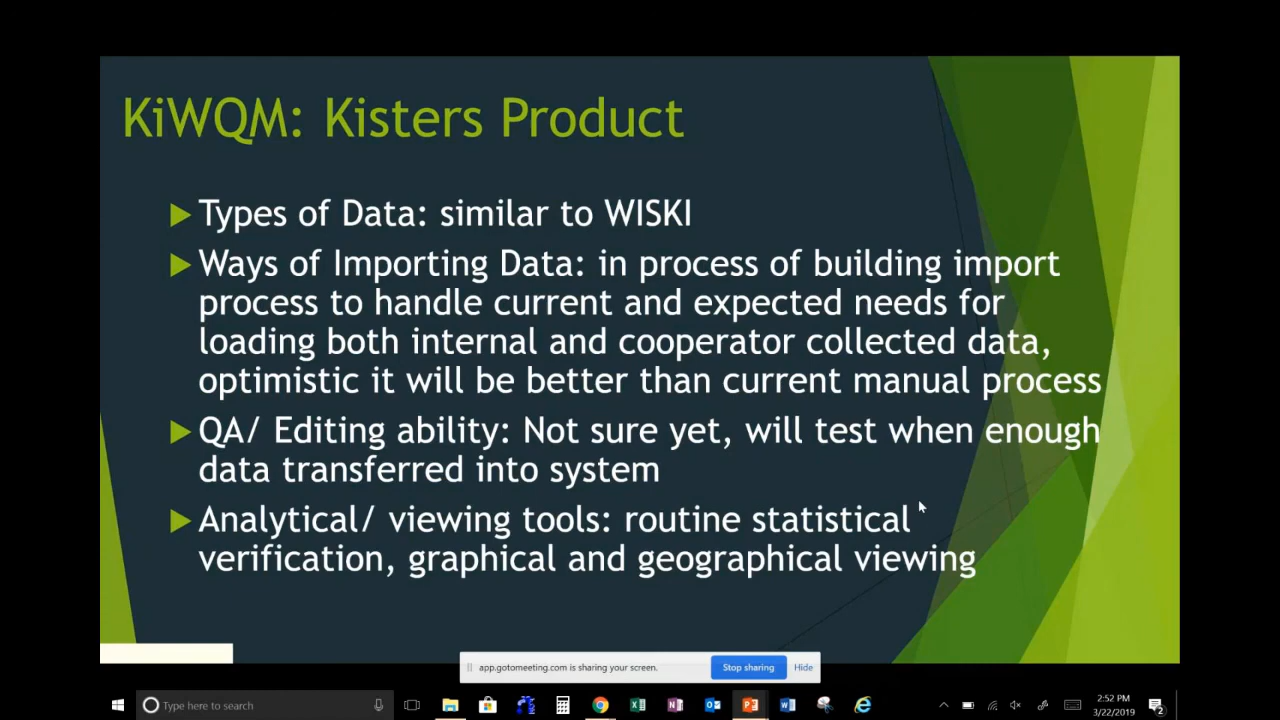 KiWQM: Kisters Product
Types of Data: similar to WISKI
Ways of Importing Data: in process of building import
process to handle current and expected needs for
loading both internal and cooperator collected data,
optimistic it will be better than current manual process
QA/ Editing ability: Not sure yet, will test when enough
data transferred into system
Analytical/ viewing tools: routine statistical
verification, graphical and geographical viewing
app.gotomeeting.com is sharing your screen.
Stop sharing
Hide
Type here to search
2:52 PM
3/22/2019
2